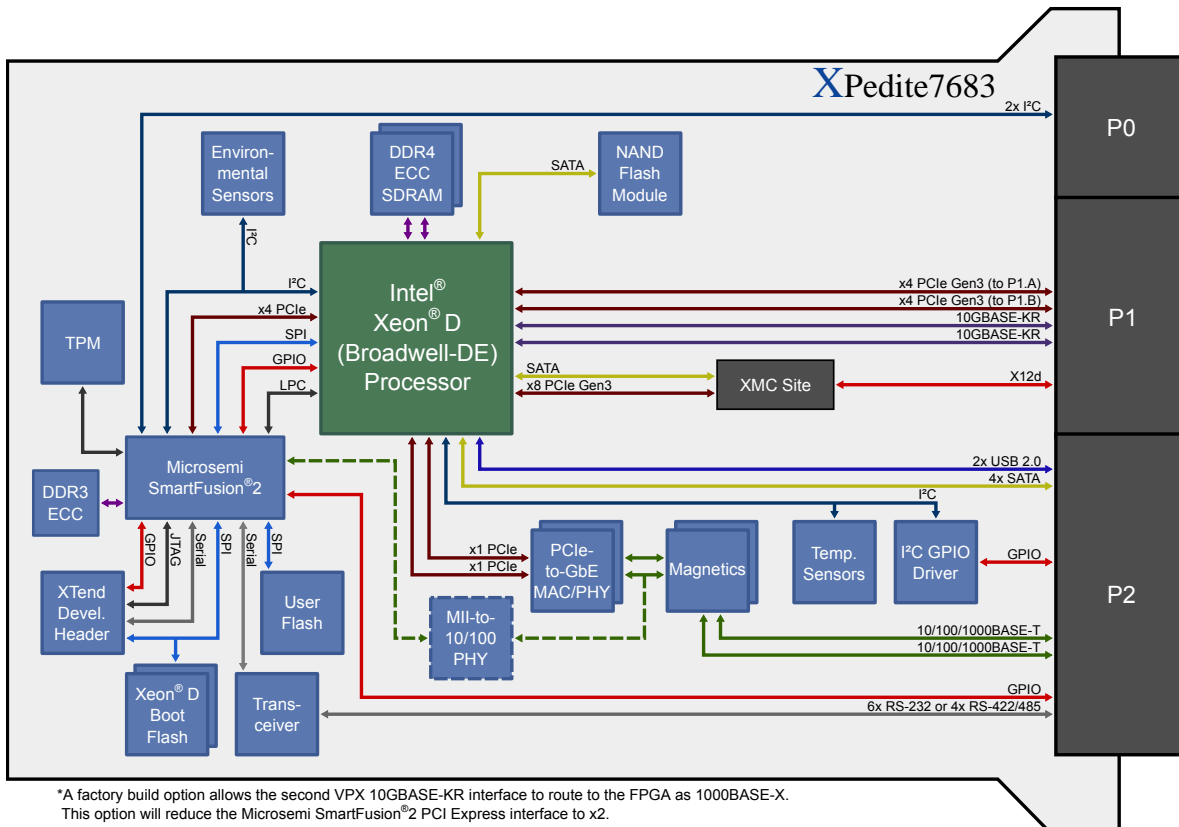 XPedite7683
2x I²C
P0
Environ-
mental
Sensors
DDR4
ECC
SDRAM
SATA
NAND
Flash
Module
I²C
I²C
x4 PCIe
SPI
GPIO
LPC
Intel®
Xeon® D
(Broadwell-DE)
Processor
x4 PCIe Gen3 (to P1.A)
x4 PCIe Gen3 (to P1.B)
10GBASE-KR
10GBASE-KR
P1
TPM
SATA
x8 PCIe Gen3
XMC Site
X12d
Microsemi
SmartFusion®2
DDR3
ECC
2x USB 2.0
4x SATA
I²C
GPIO
JTAG
Serial
SPI
Serial
SPI
x1 PCIe
x1 PCIe
PCIe-
to-GbE
MAC/PHY
Magnetics
Temp.
Sensors
I²C GPIO
Driver
GPIO
P2
XTend
Devel.
Header
User
Flash
MII-to-
10/100
PHY
10/100/1000BASE-T
10/100/1000BASE-T
Xeon® D
Boot
Flash
Trans-
ceiver
GPIO
6x RS-232 or 4x RS-422/485
*A factory build option allows the second VPX 10GBASE-KR interface to route to the FPGA as 1000BASE-X.
This option will reduce the Microsemi SmartFusion®2 PCI Express interface to x2.